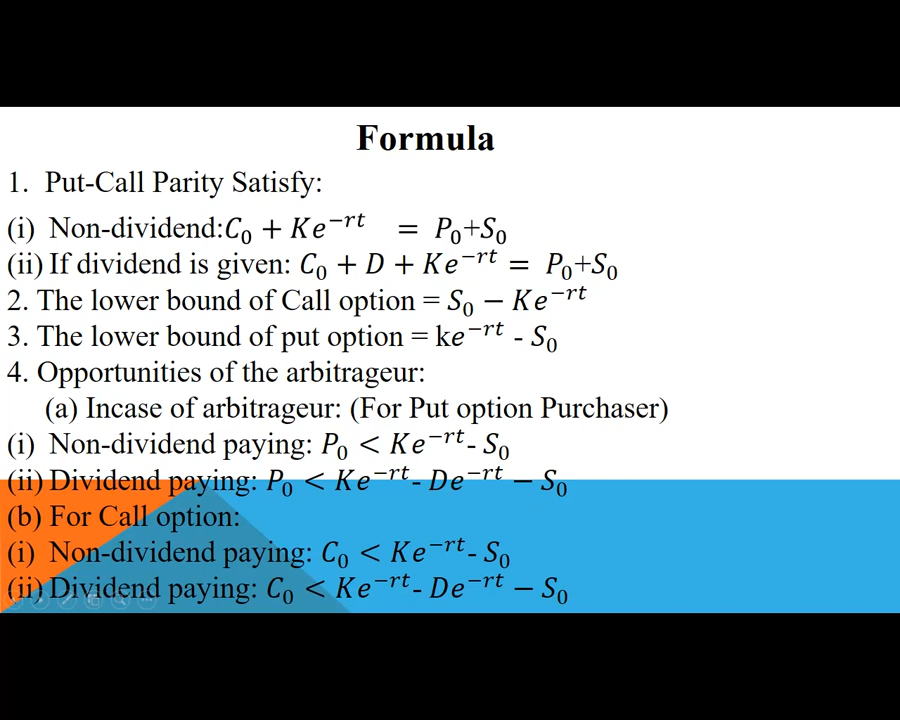 Formula
1. Put-Call Parity Satisfy:
(i) Non-dividend:C₀ + Ke⁻ʳᵗ = P₀+S₀
(ii) If dividend is given: C₀ + D + Ke⁻ʳᵗ = P₀+S₀
2. The lower bound of Call option = S₀ − Ke⁻ʳᵗ
3. The lower bound of put option = ke⁻ʳᵗ - S₀
4. Opportunities of the arbitrageur:
(a) Incase of arbitrageur: (For Put option Purchaser)
(i) Non-dividend paying: P₀ < Ke⁻ʳᵗ- S₀
(ii) Dividend paying: P₀ < Ke⁻ʳᵗ- De⁻ʳᵗ − S₀
(b) For Call option:
(i) Non-dividend paying: C₀ < Ke⁻ʳᵗ- S₀
(ii) Dividend paying: C₀ < Ke⁻ʳᵗ- De⁻ʳᵗ − S₀